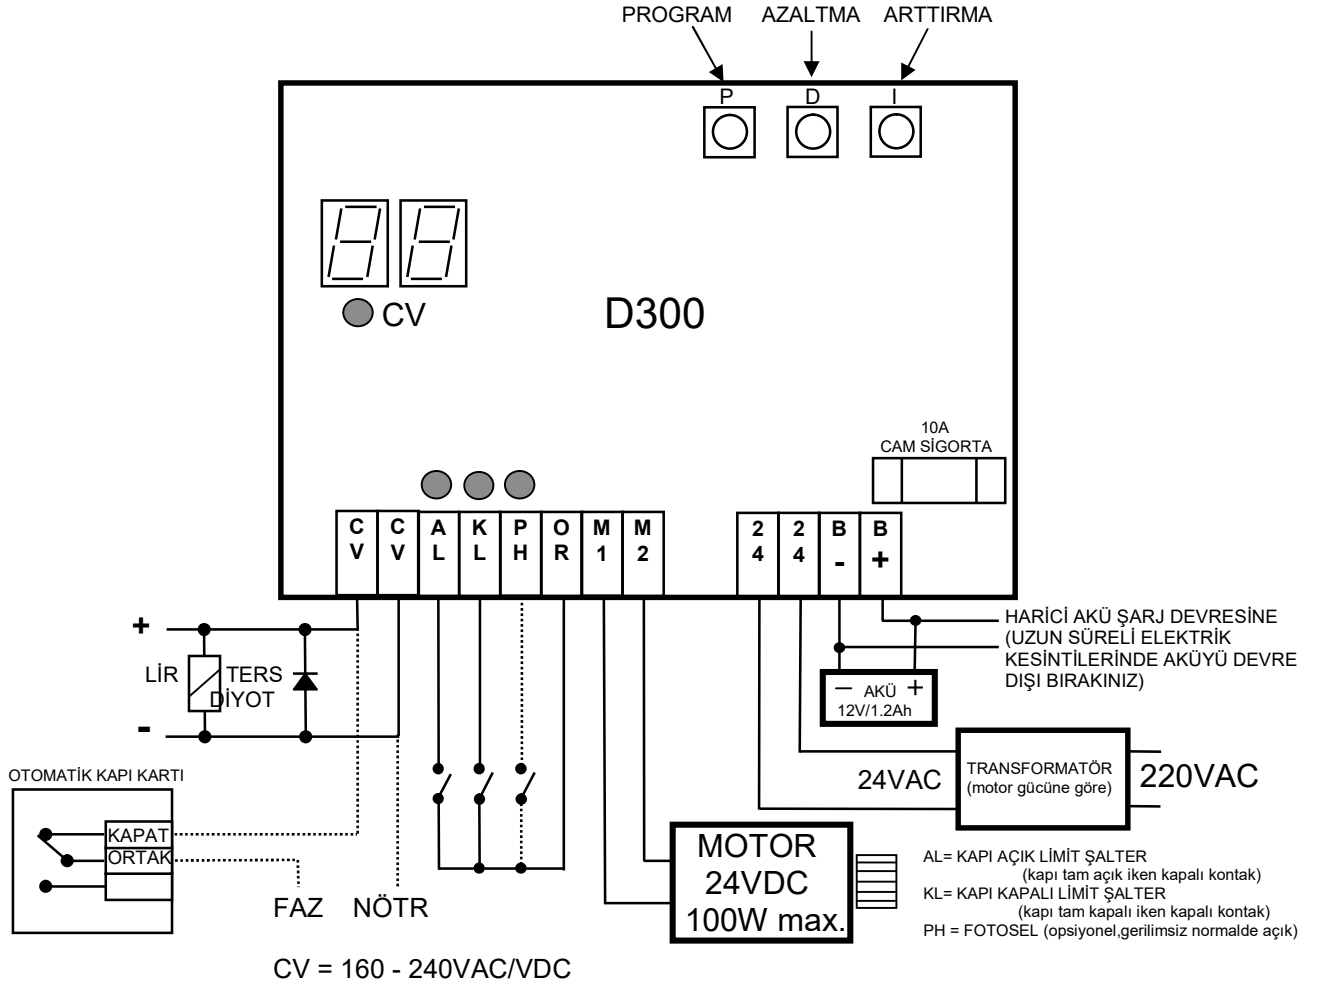 PROGRAM AZALTMA ARTTIRMA
P D I
CV
D300
10A
CAM SİGORTA
C C A K P O M M 2 2 B B
V V L L H R 1 2 4 4 - +
+
LİR TERS
DİYOT
-
HARİCİ AKÜ ŞARJ DEVRESİNE
(UZUN SÜRELİ ELEKTRİK
KESİNTİLERİNDE AKÜYÜ DEVRE
DIŞI BIRAKINIZ)
— AKÜ +
12V/1.2Ah
OTOMATİK KAPI KARTI
KAPAT
ORTAK
FAZ NÖTR
24VAC
TRANSFORMATÖR
(motor gücüne göre)
220VAC
MOTOR
24VDC
100W max.
AL= KAPI AÇIK LİMİT ŞALTER
(kapı tam açık iken kapalı kontak)
KL= KAPI KAPALI LİMİT ŞALTER
(kapı tam kapalı iken kapalı kontak)
PH = FOTOSEL (opsiyonel,gerilimsiz normalde açık)
CV = 160 - 240VAC/VDC